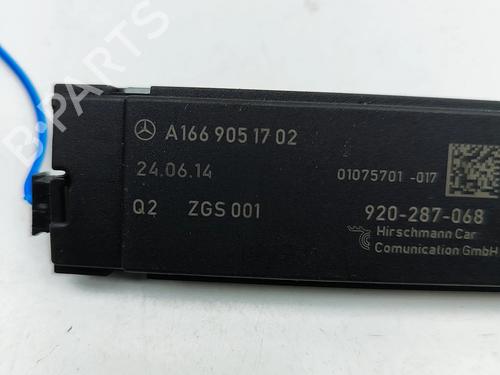 B-PARTS
A166 905 17 02
24.06.14
01075701 -017
Q2 ZGS 001
920-287-068
Hirschmann Car
Comunication GmbH